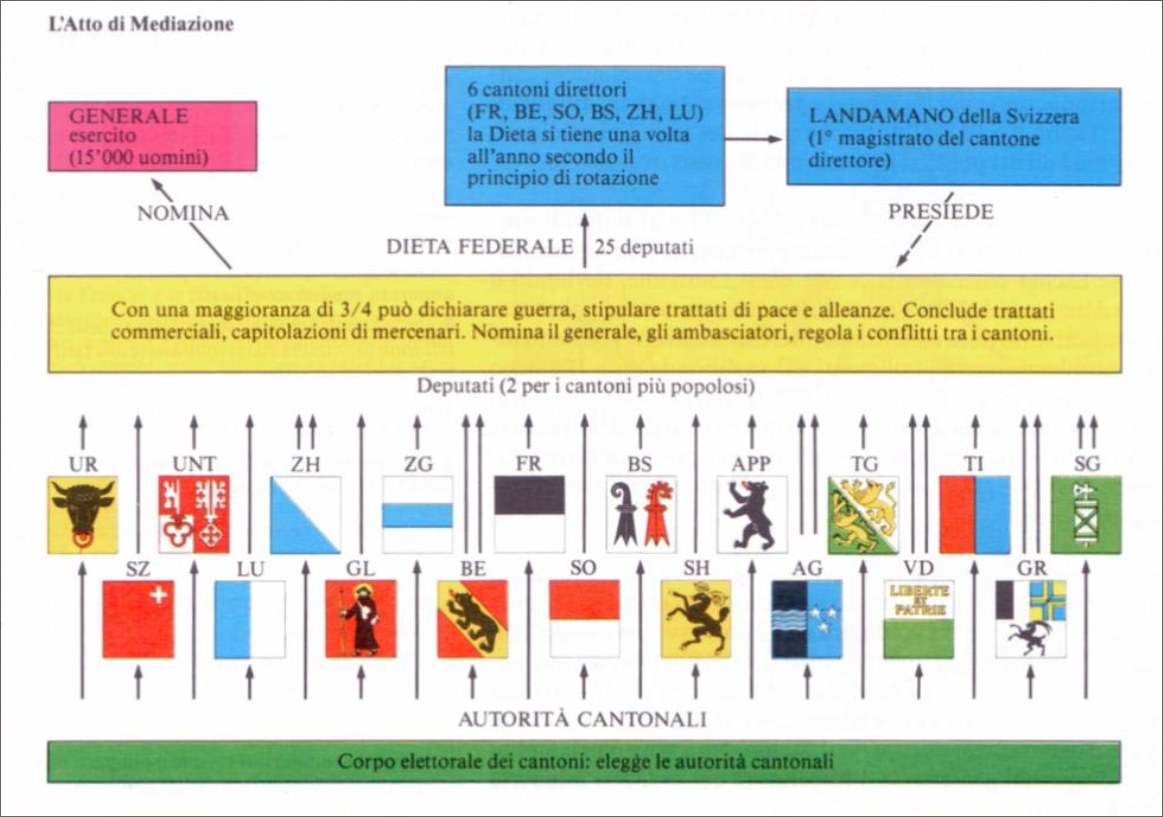 L'Atto di Mediazione
GENERALE
esercito
(15'000 uomini)
6 cantoni direttori
(FR, BE, SO, BS, ZH, LU)
la Dieta si tiene una volta
all'anno secondo il
principio di rotazione
LANDAMANO della Svizzera
(1° magistrato del cantone
direttore)
NOMINA
PRESIEDE
DIETA FEDERALE 25 deputati
Con una maggioranza di 3/4 può dichiarare guerra, stipulare trattati di pace e alleanze. Conclude trattati
commerciali, capitolazioni di mercenari. Nomina il generale, gli ambasciatori, regola i conflitti tra i cantoni.
Deputati (2 per i cantoni più popolosi)
UR UNT ZH ZG FR BS APP TG TI SG
SZ LU GL BE SO SH AG VD GR
LIBERTE
ET
PATRIE
AUTORITÀ CANTONALI
Corpo elettorale dei cantoni: elegge le autorità cantonali